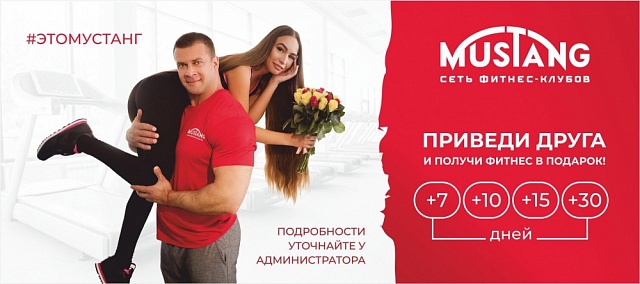 #ЭТОМУСТАНГ
MUSTANG
СЕТЬ ФИТНЕС-КЛУБОВ
ПРИВЕДИ ДРУГА
И ПОЛУЧИ ФИТНЕС В ПОДАРОК!
+7 +10 +15 +30
дней
ПОДРОБНОСТИ
УТОЧНАЙТЕ У
АДМИНИСТРАТОРА